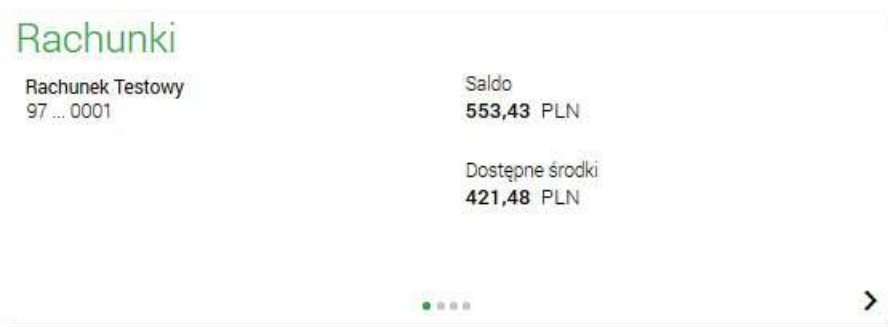 Rachunki
Rachunek Testowy
97 ... 0001
Saldo
553,43 PLN
Dostępne środki
421,48 PLN